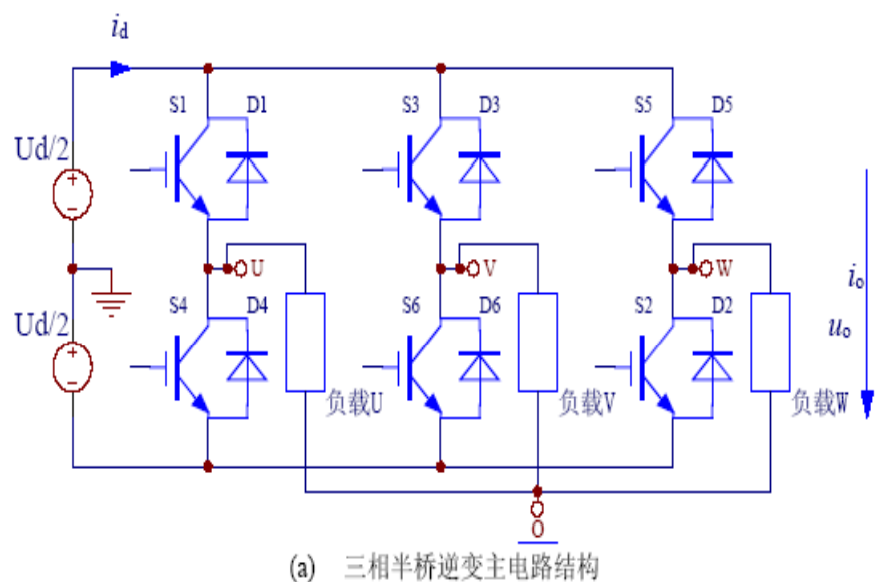 id
S1 D1 S3 D3 S5 D5
Ud/2
U V W
io
S4 D4 S6 D6 S2 D2
uo
Ud/2
负载U 负载V 负载W
O
(a) 三相半桥逆变主电路结构